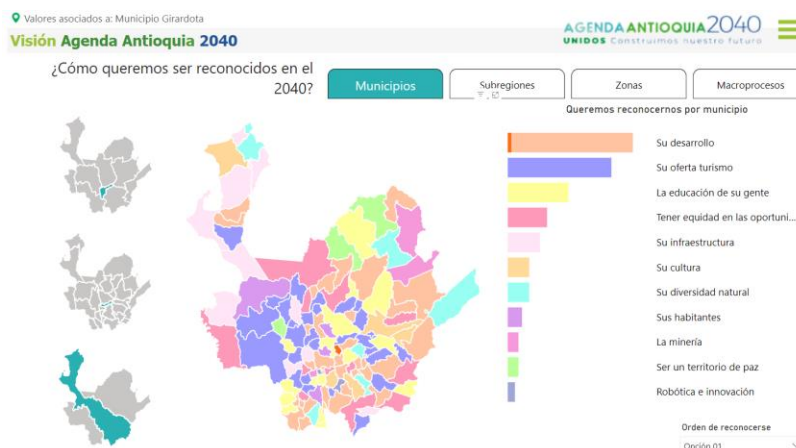 Valores asociados a: Municipio Girardota
Visión Agenda Antioquia 2040
AGENDA ANTIOQUIA 2040
UNIDOS Construimos nuestro futuro
¿Cómo queremos ser reconocidos en el
2040?
Municipios
Subregiones
Zonas
Macroprocesos
Queremos reconocernos por municipio
Su desarrollo
Su oferta turismo
La educación de su gente
Tener equidad en las oportuni...
Su infraestructura
Su cultura
Su diversidad natural
Sus habitantes
La minería
Ser un territorio de paz
Robótica e innovación
Orden de reconocerse
Opción 01